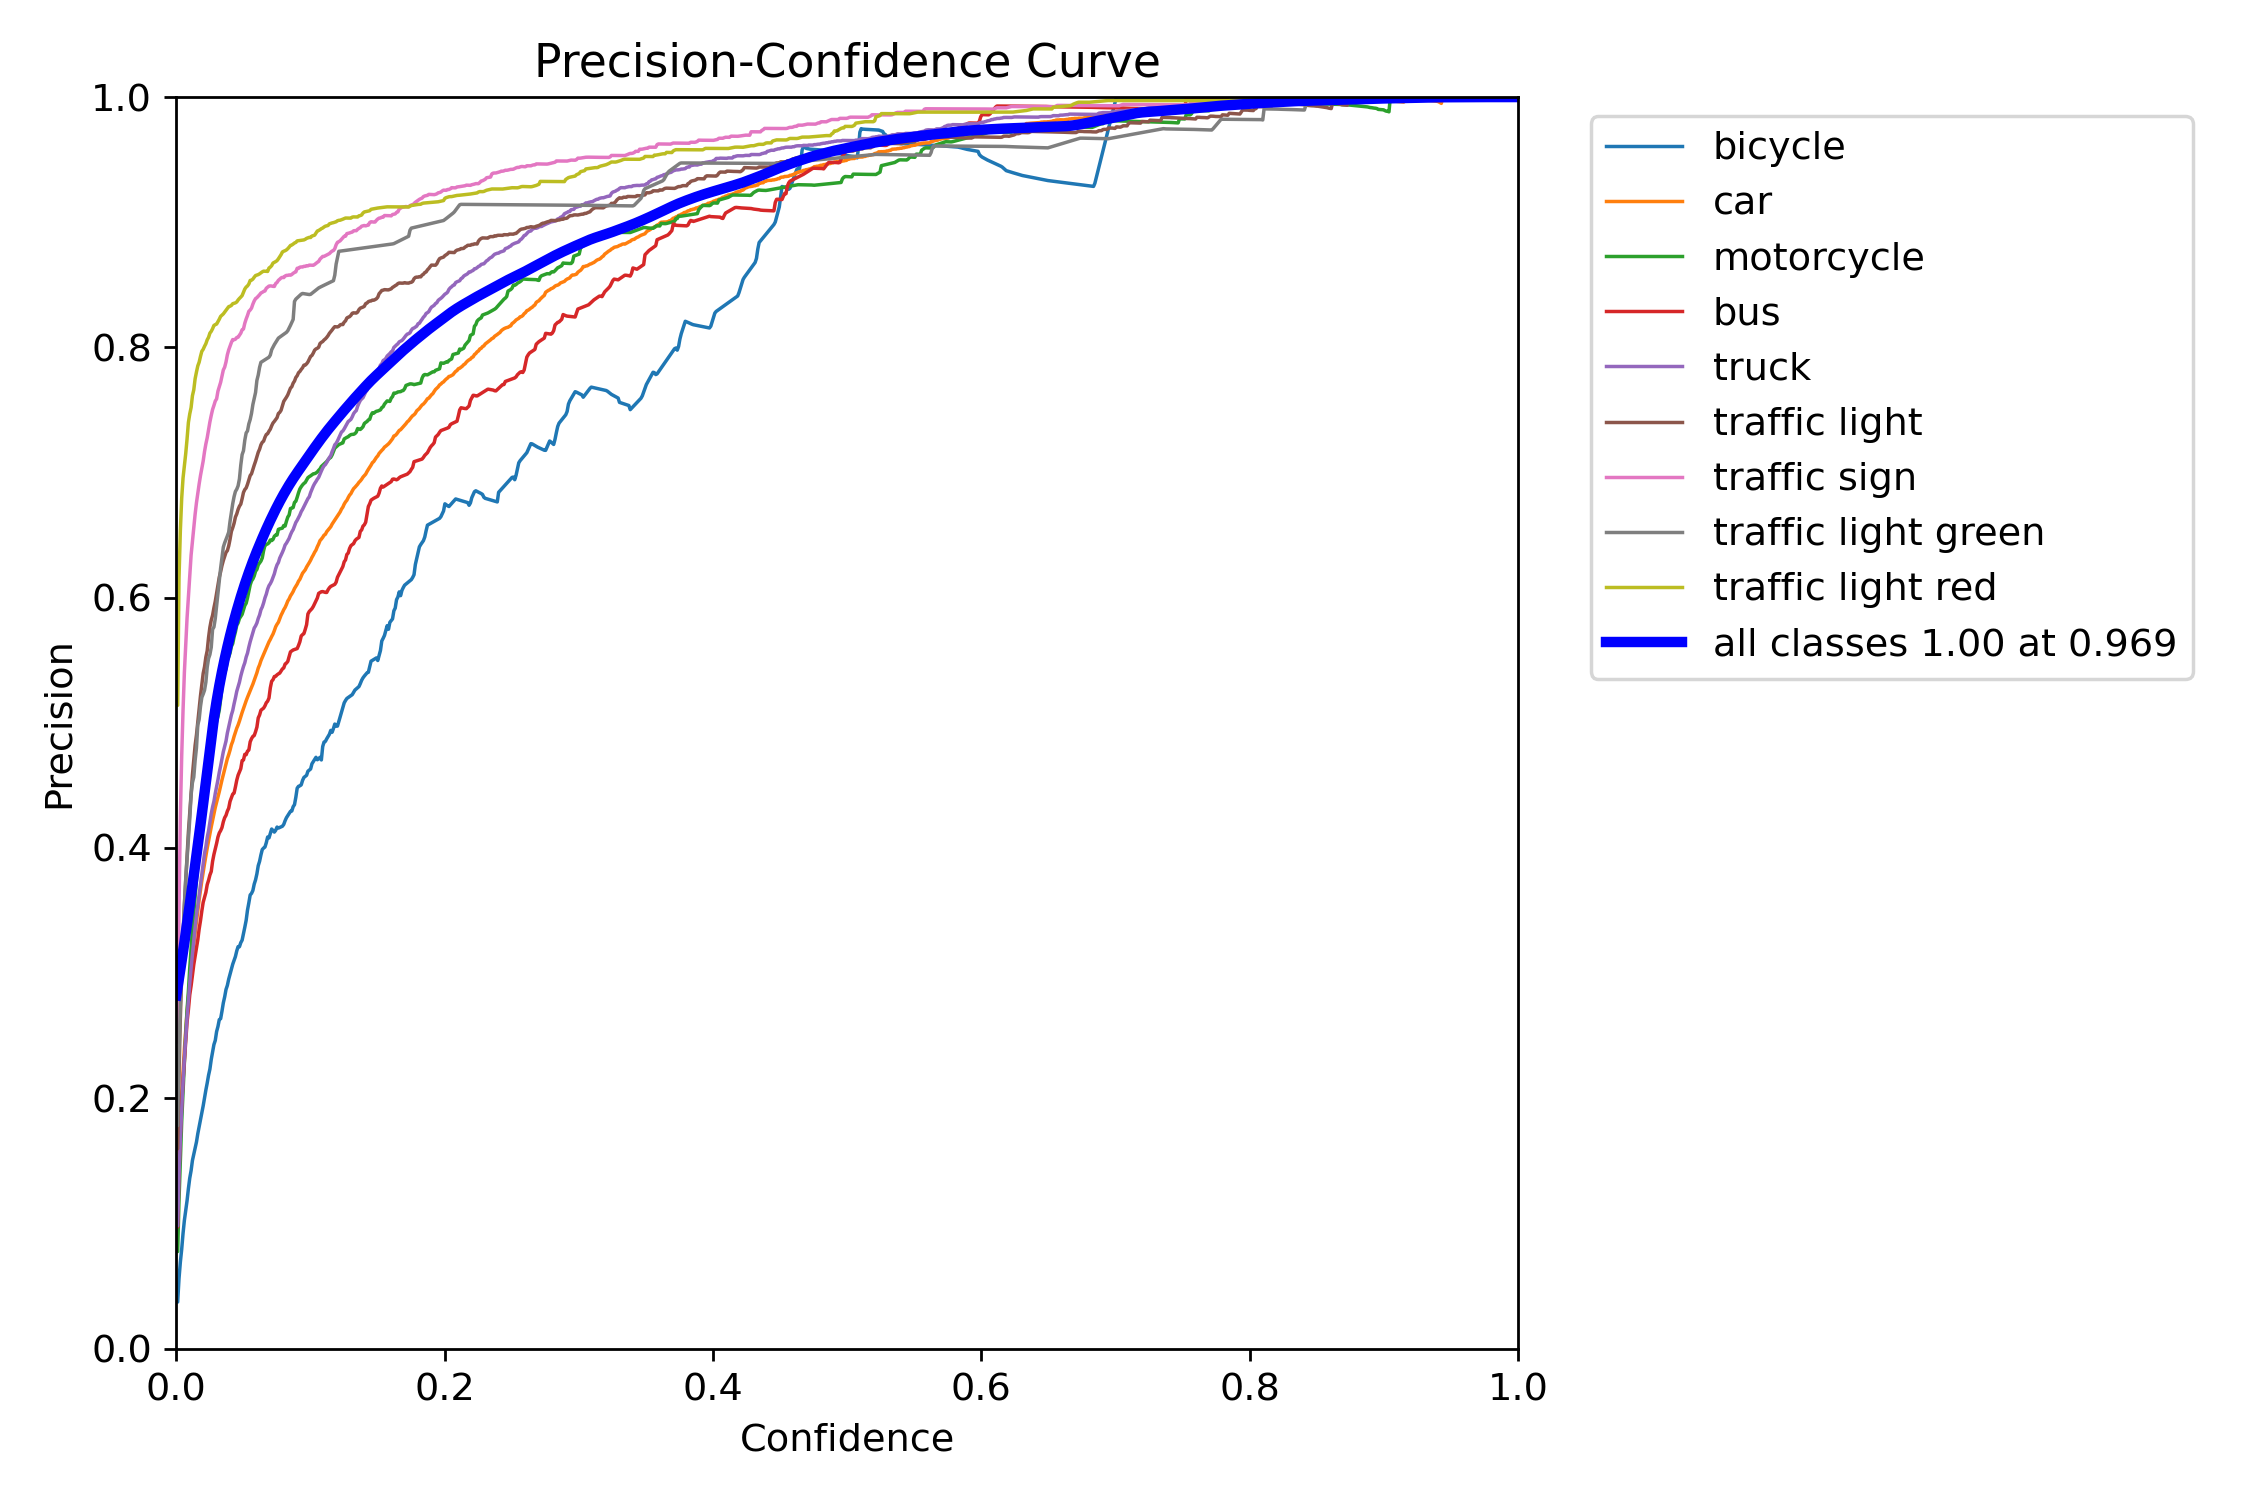 Precision-Confidence Curve
1.0
0.8
0.6
0.4
0.2
0.0
Precision
0.0 0.2 0.4 0.6 0.8 1.0
Confidence
bicycle
car
motorcycle
bus
truck
traffic light
traffic sign
traffic light green
traffic light red
all classes 1.00 at 0.969